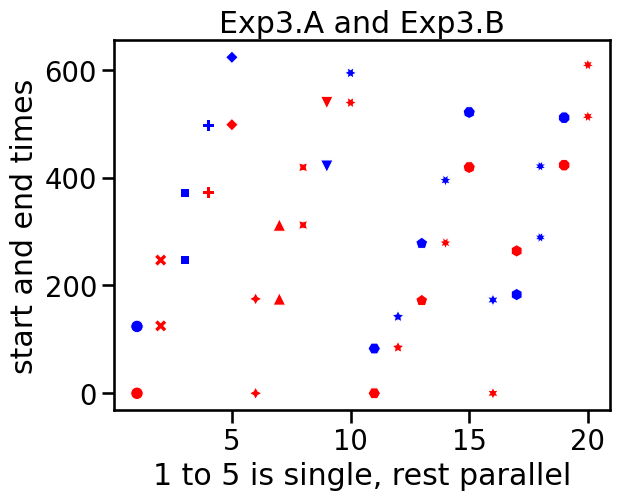 Exp3.A and Exp3.B
start and end times
600
400
200
0
5 10 15 20
1 to 5 is single, rest parallel